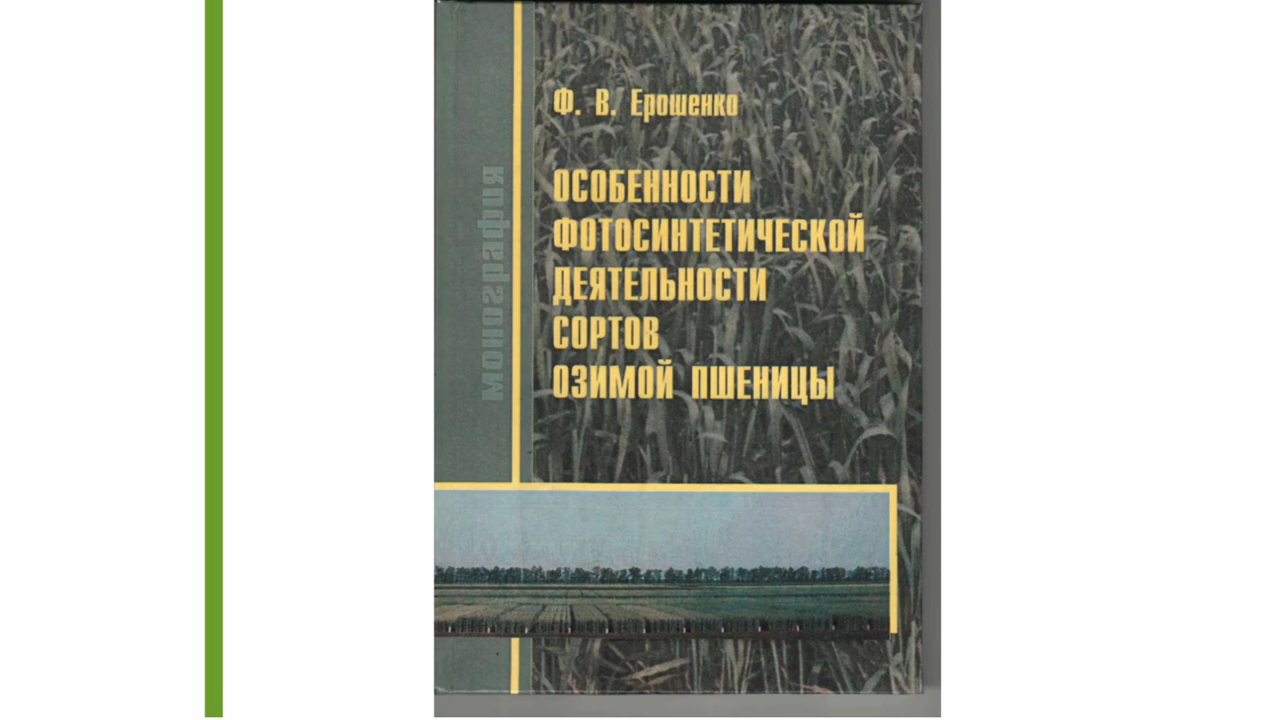 Ф. В. Ерошенко
ОСОБЕННОСТИ
ФОТОСИНТЕТИЧЕСКОЙ
ДЕЯТЕЛЬНОСТИ
СОРТОВ
ОЗИМОЙ ПШЕНИЦЫ
монография